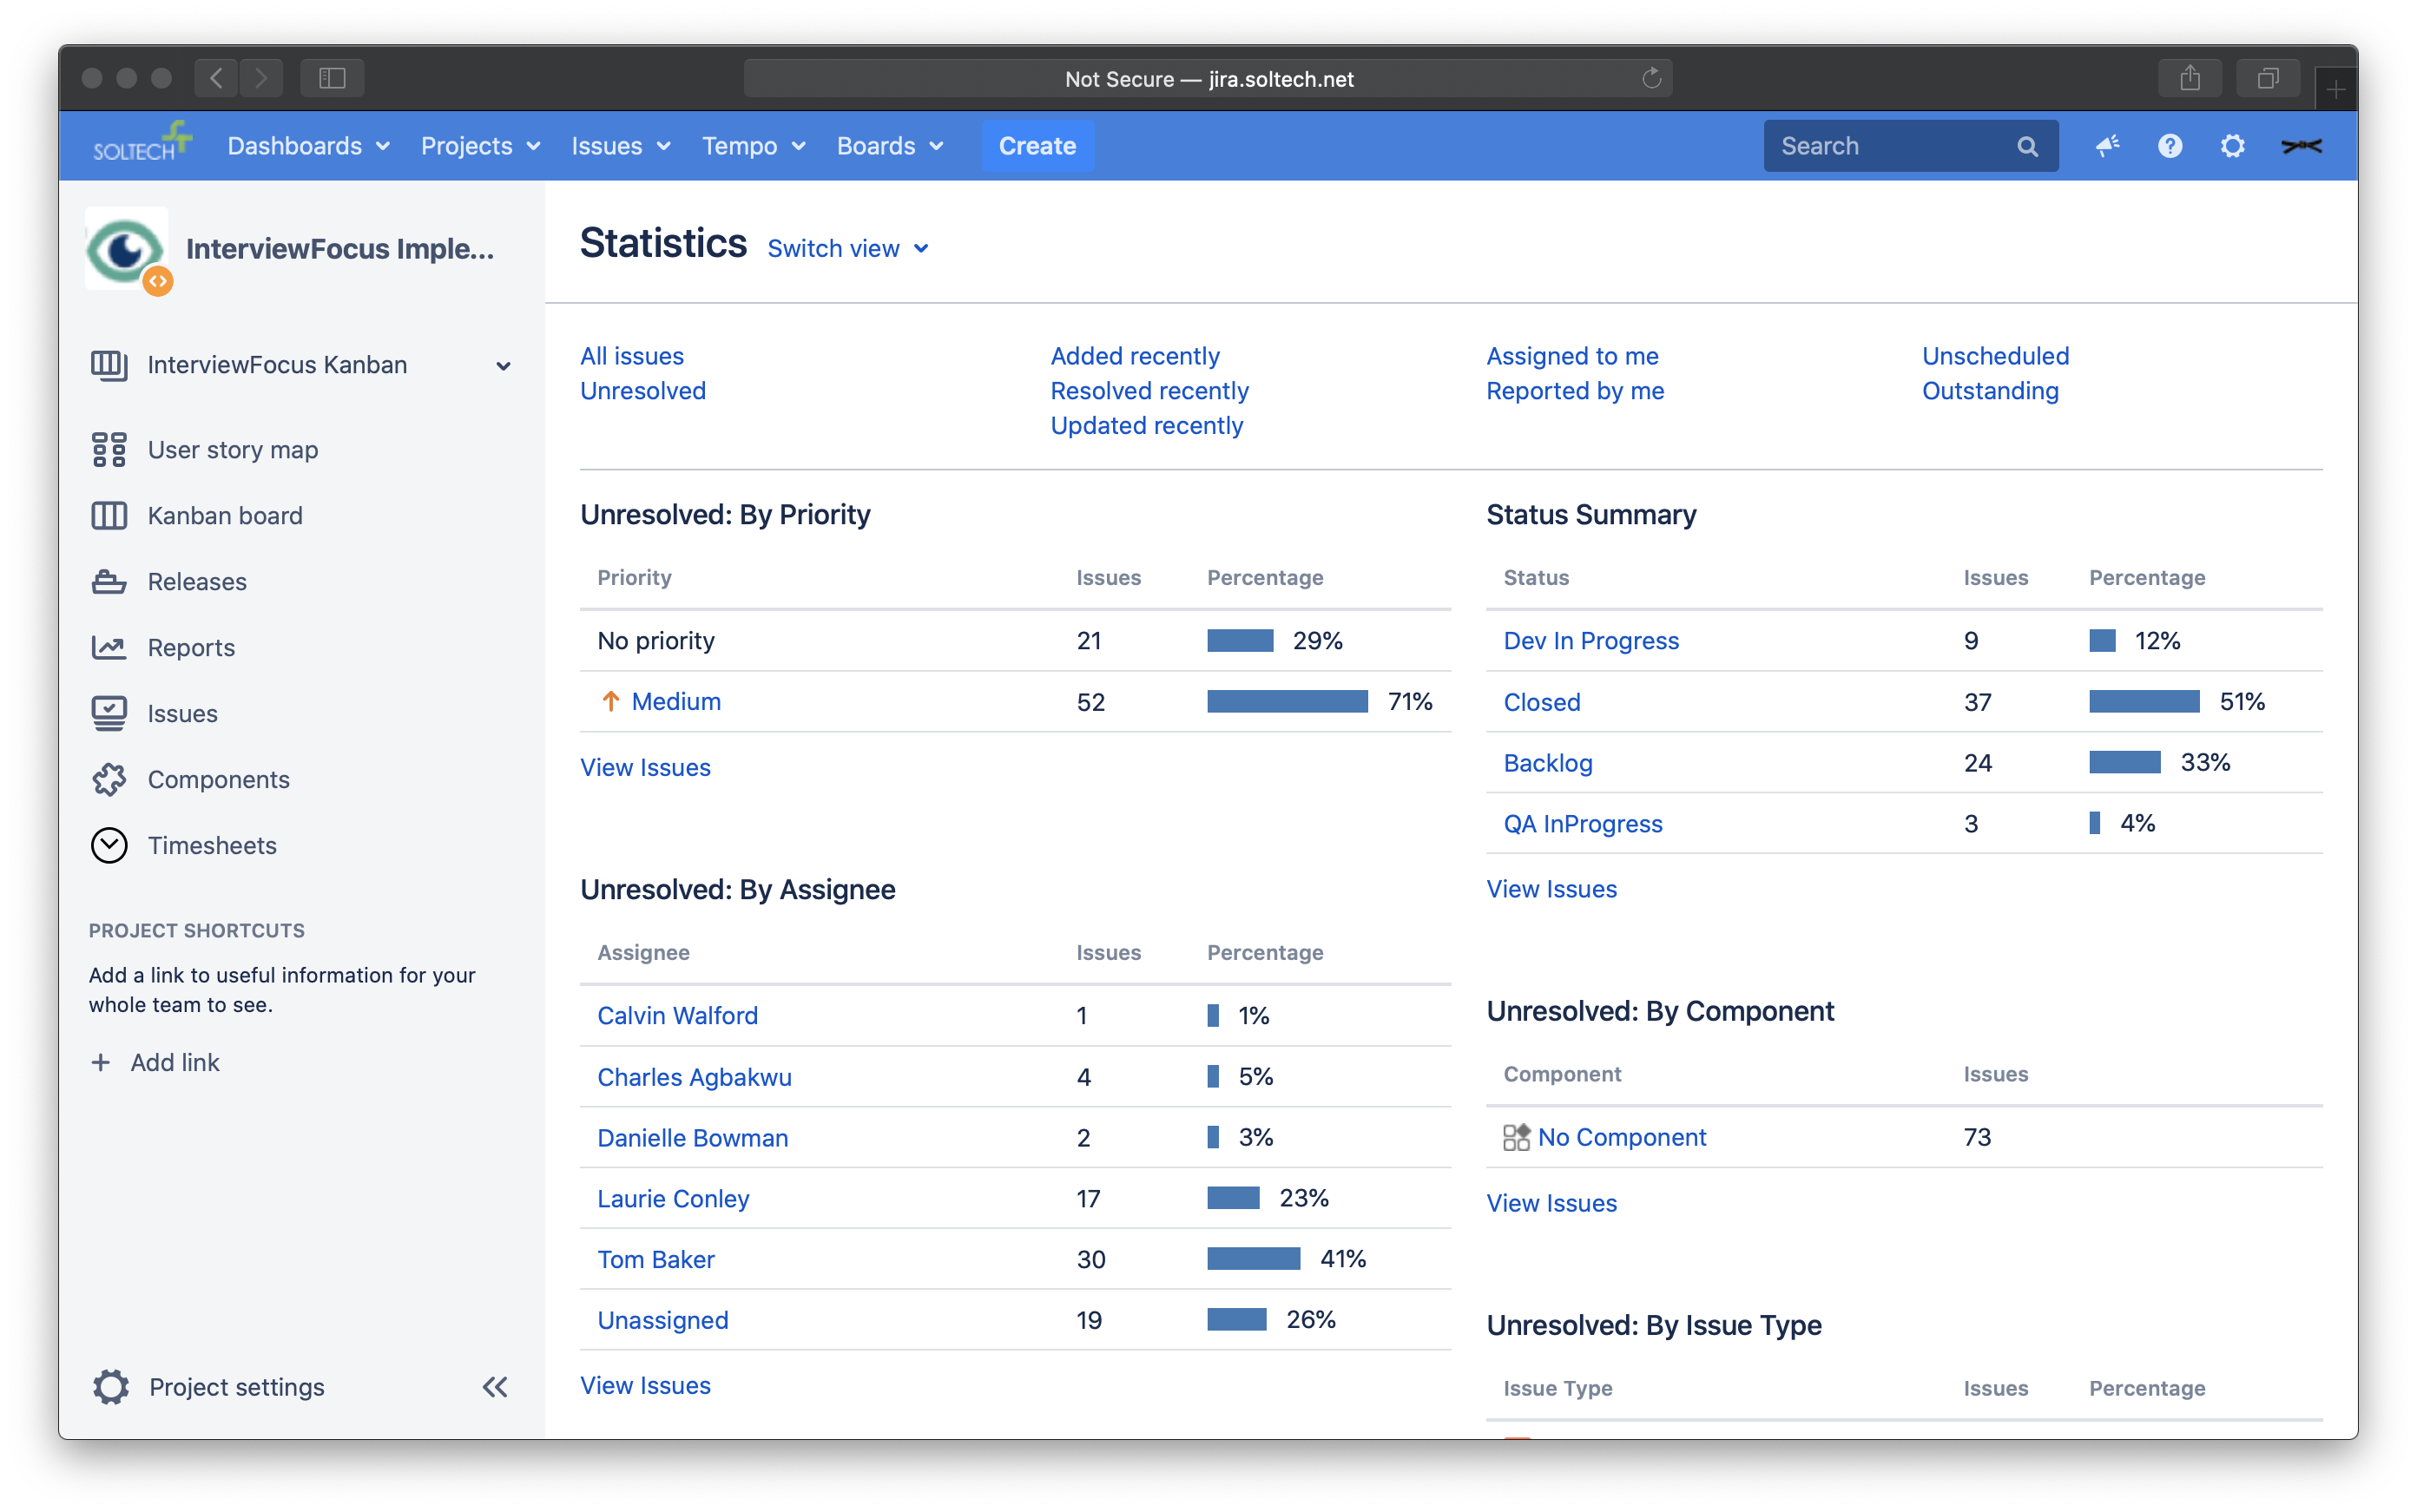 Not Secure — jira.soltech.net
SOLTECH
Dashboards Projects Issues Tempo Boards Create Search
InterviewFocus Imple...
InterviewFocus Kanban
User story map
Kanban board
Releases
Reports
Issues
Components
Timesheets
PROJECT SHORTCUTS
Add a link to useful information for your
whole team to see.
+ Add link
Project settings
Statistics Switch view
All issues
Unresolved
Added recently
Resolved recently
Updated recently
Assigned to me
Reported by me
Unscheduled
Outstanding
Unresolved: By Priority
Priority Issues Percentage
No priority 21 29%
Medium 52 71%
View Issues
Unresolved: By Assignee
Assignee Issues Percentage
Calvin Walford 1 1%
Charles Agbakwu 4 5%
Danielle Bowman 2 3%
Laurie Conley 17 23%
Tom Baker 30 41%
Unassigned 19 26%
View Issues
Status Summary
Status Issues Percentage
Dev In Progress 9 12%
Closed 37 51%
Backlog 24 33%
QA InProgress 3 4%
View Issues
Unresolved: By Component
Component Issues
No Component 73
View Issues
Unresolved: By Issue Type
Issue Type Issues Percentage